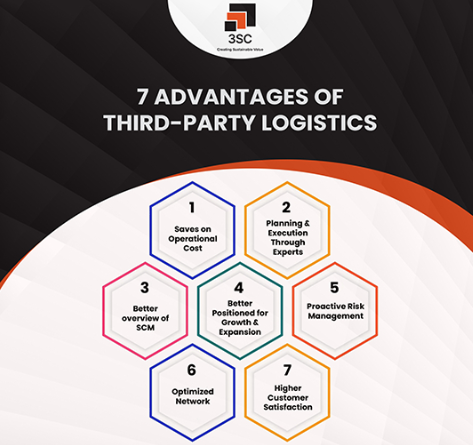 3SC
Creating Sustainable Value
7 ADVANTAGES OF
THIRD-PARTY LOGISTICS
1
Saves on
Operational
Cost
2
Planning &
Execution
Through
Experts
3
Better
overview of
SCM
4
Better
Positioned for
Growth &
Expansion
5
Proactive Risk
Management
6
Optimized
Network
7
Higher
Customer
Satisfaction